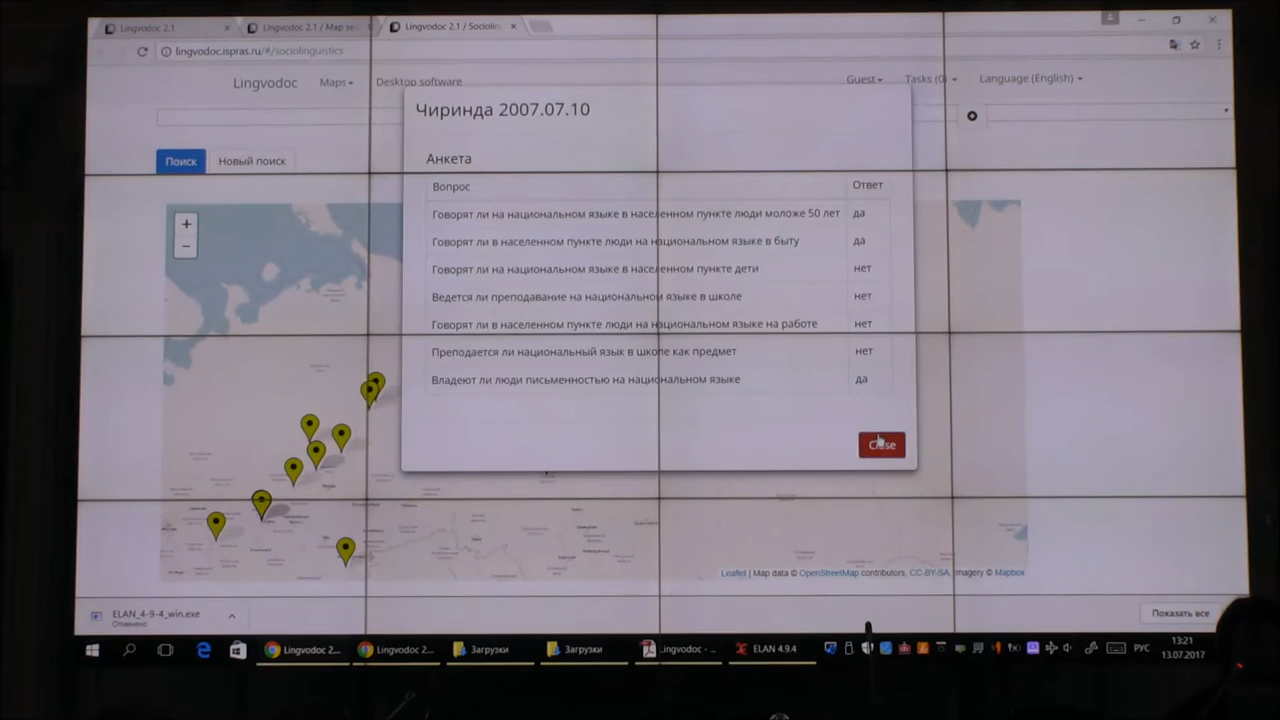 Lingvodoc 2.1
Lingvodoc 2.1 / Map se
Lingvodoc 2.1 / Sociolin
lingvodoc.ispras.ru/#/sociolinguistics
Lingvodoc
Maps
Desktop software
Guest
Tasks (0)
Language (English)
Поиск
Новый поиск
Чиринда 2007.07.10
Анкета
Вопрос Ответ
Говорят ли на национальном языке в населенном пункте люди моложе 50 лет да
Говорят ли в населенном пункте люди на национальном языке в быту да
Говорят ли на национальном языке в населенном пункте дети нет
Ведется ли преподавание на национальном языке в школе нет
Говорят ли в населенном пункте люди на национальном языке на работе нет
Преподается ли национальный язык в школе как предмет нет
Владеют ли люди письменностью на национальном языке да
Close
+
−
Leaflet | Map data © OpenStreetMap contributors, CC-BY-SA, Imagery © Mapbox
ELAN_4-9-4_win.exe
Отменено
Показать все
Lingvodoc 2...
Lingvodoc 2...
Загрузки
Загрузки
Lingvodoc - ...
ELAN 4.9.4
РУС
13:21
13.07.2017